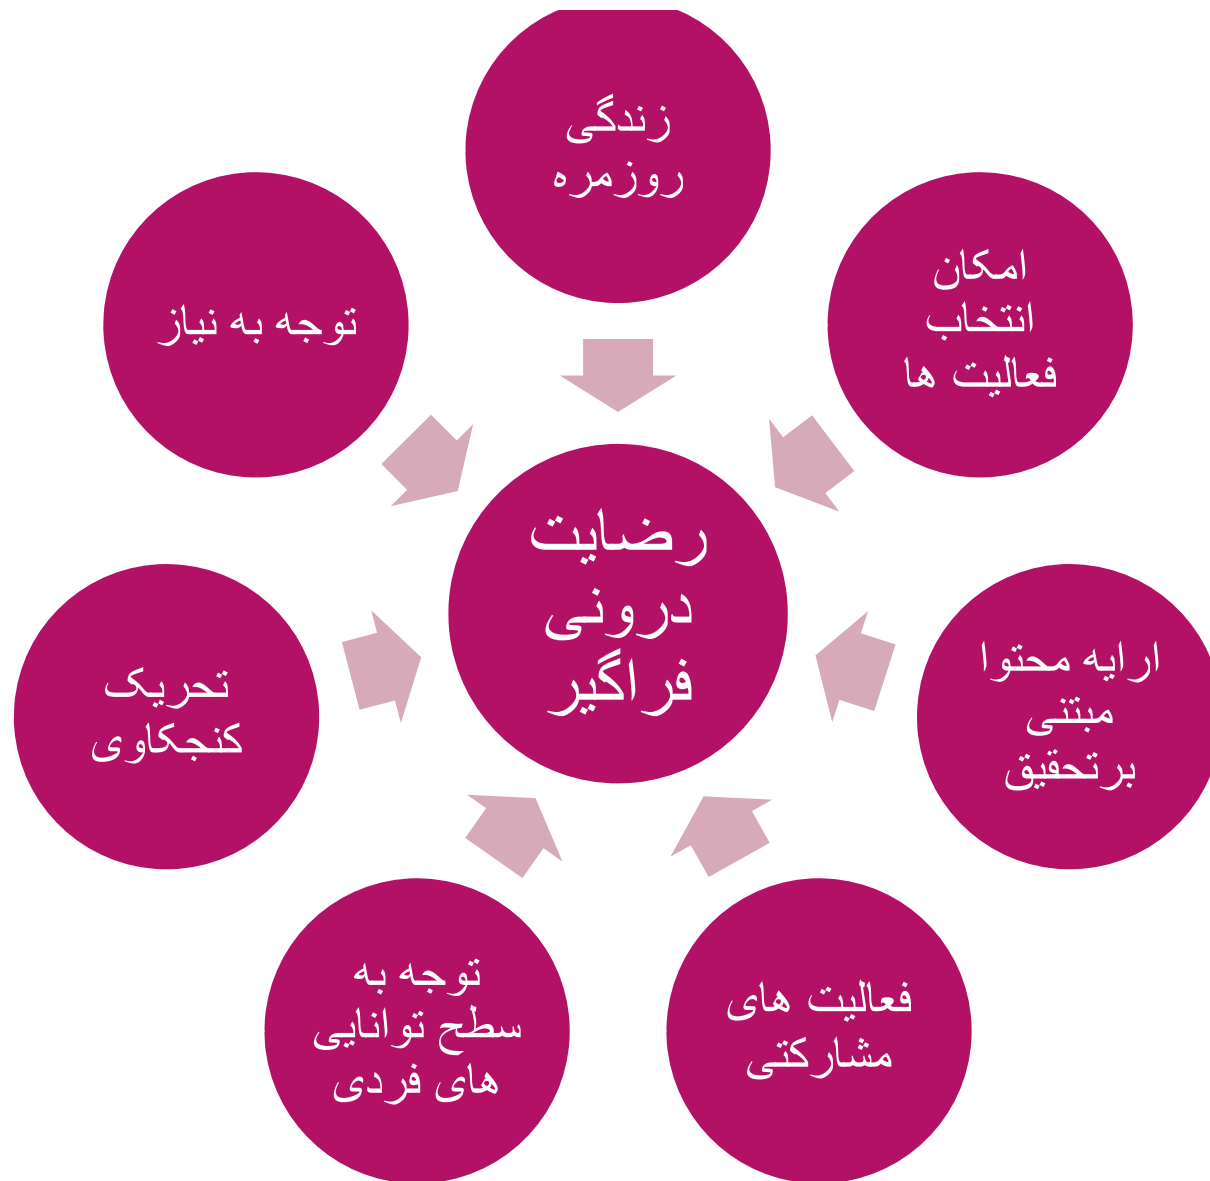 زندگی
روزمره
امکان
انتخاب
فعالیت ها
ارایه محتوا
مبتنی
برتحقیق
فعالیت های
مشارکتی
توجه به
سطح توانایی
های فردی
تحریک
کنجکاوی
توجه به نیاز
رضایت
درونی
فراگیر